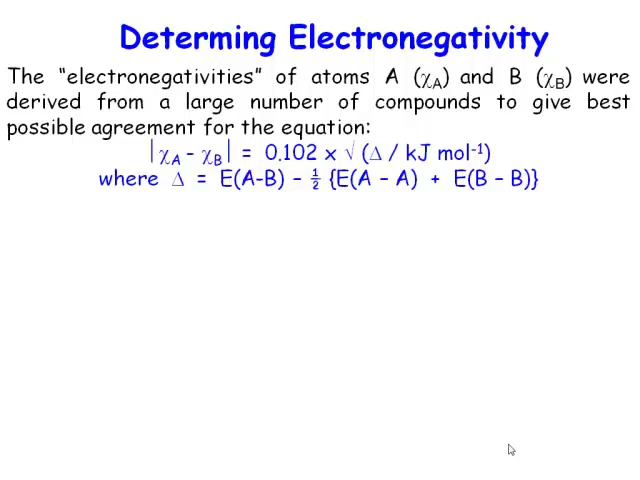 Determing Electronegativity
The “electronegativities” of atoms A (χA) and B (χB) were
derived from a large number of compounds to give best
possible agreement for the equation:
|χA - χB| = 0.102 x √ (Δ / kJ mol-1)
where Δ = E(A-B) – ½ {E(A – A) + E(B – B)}